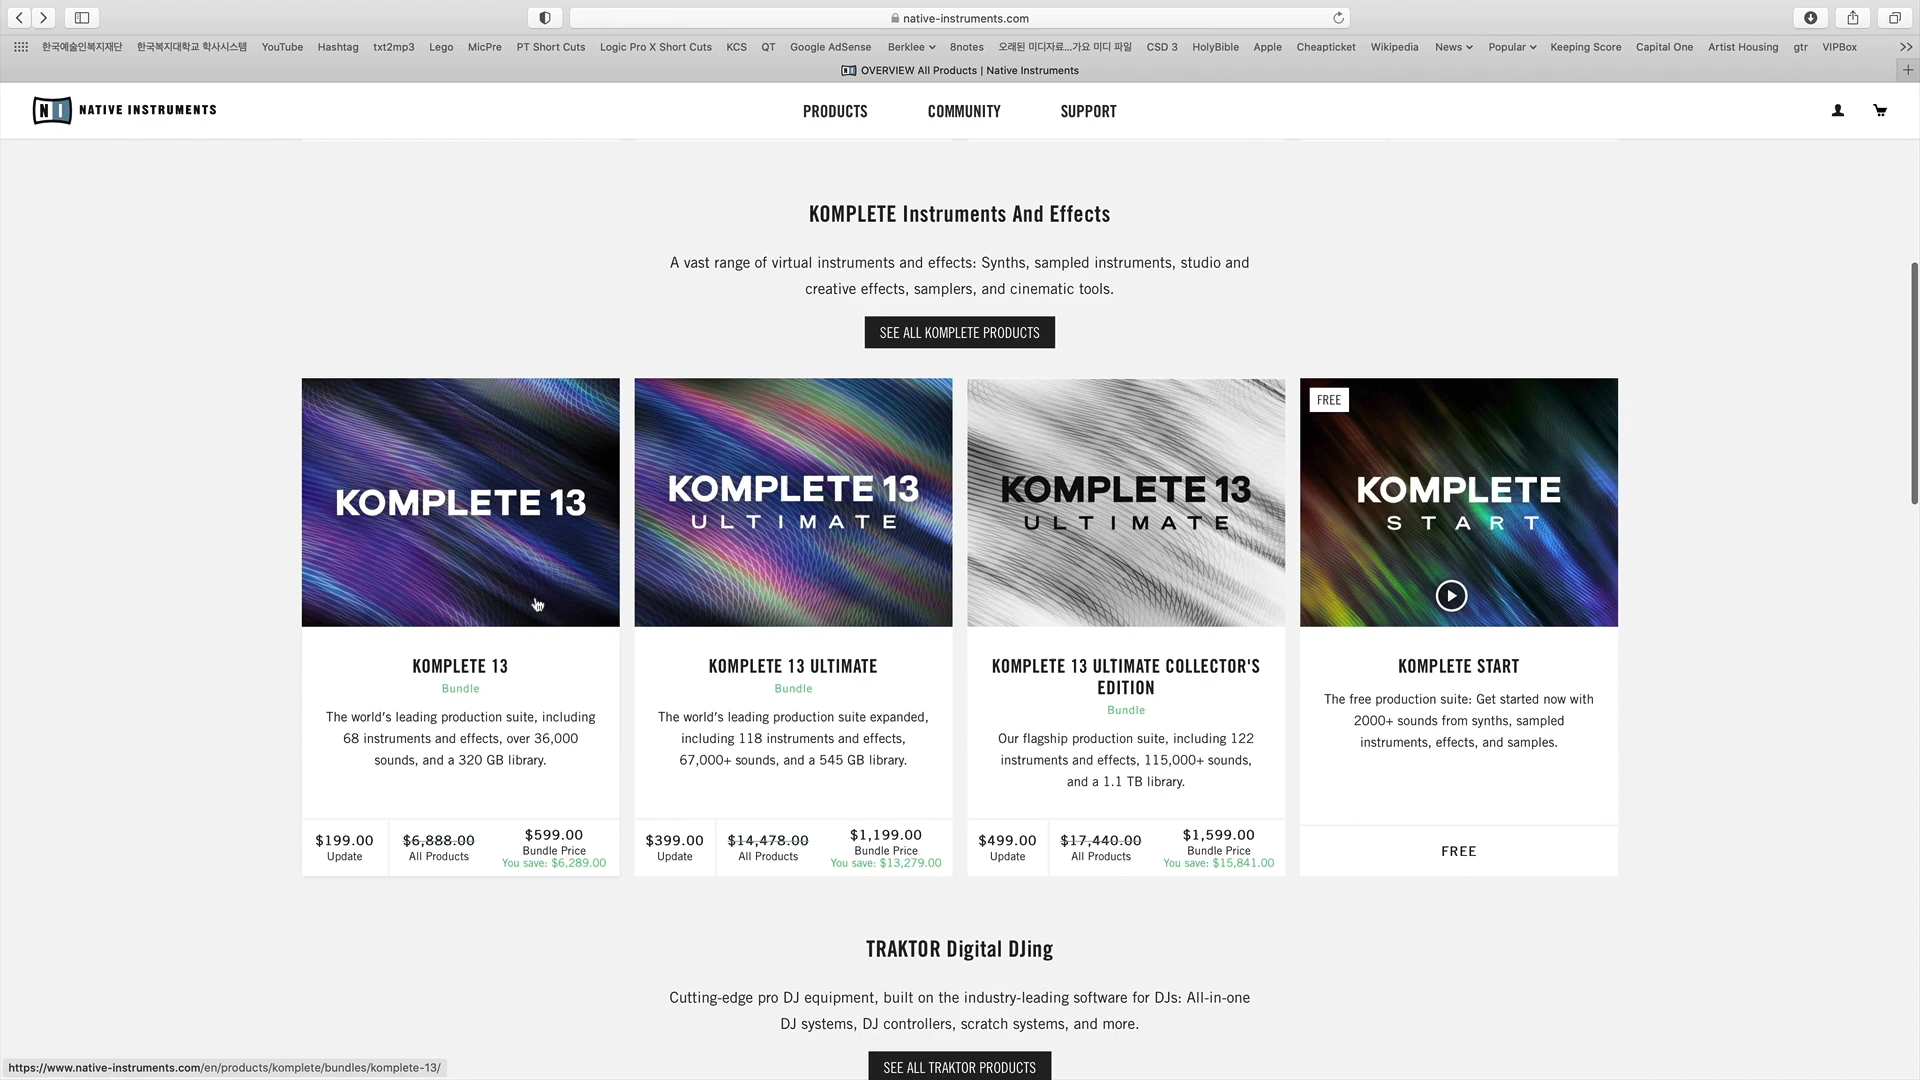 native-instruments.com
한국예술인복지재단 한국복지대학교 학사시스템 YouTube Hashtag txt2mp3 Lego MicPre PT Short Cuts Logic Pro X Short Cuts KCS QT Google AdSense Berklee 8notes 오래된 미디자료...가요 미디 파일 CSD 3 HolyBible Apple Cheapticket Wikipedia News Popular Keeping Score Capital One Artist Housing gtr VIPBox
OVERVIEW All Products | Native Instruments
NI NATIVE INSTRUMENTS PRODUCTS COMMUNITY SUPPORT
KOMPLETE Instruments And Effects
A vast range of virtual instruments and effects: Synths, sampled instruments, studio and
creative effects, samplers, and cinematic tools.
SEE ALL KOMPLETE PRODUCTS
KOMPLETE 13
KOMPLETE 13
Bundle
The world's leading production suite, including
68 instruments and effects, over 36,000
sounds, and a 320 GB library.
$199.00 $6,888.00 $599.00
Update All Products Bundle Price
You save: $6,289.00
KOMPLETE 13
ULTIMATE
KOMPLETE 13 ULTIMATE
Bundle
The world's leading production suite expanded,
including 118 instruments and effects,
67,000+ sounds, and a 545 GB library.
$399.00 $14,478.00 $1,199.00
Update All Products Bundle Price
You save: $13,279.00
KOMPLETE 13
ULTIMATE
KOMPLETE 13 ULTIMATE COLLECTOR'S
EDITION
Bundle
Our flagship production suite, including 122
instruments and effects, 115,000+ sounds,
and a 1.1 TB library.
$499.00 $17,440.00 $1,599.00
Update All Products Bundle Price
You save: $15,841.00
FREE
KOMPLETE
START
KOMPLETE START
The free production suite: Get started now with
2000+ sounds from synths, sampled
instruments, effects, and samples.
FREE
TRAKTOR Digital DJing
Cutting-edge pro DJ equipment, built on the industry-leading software for DJs: All-in-one
DJ systems, DJ controllers, scratch systems, and more.
SEE ALL TRAKTOR PRODUCTS
https://www.native-instruments.com/en/products/komplete/bundles/komplete-13/